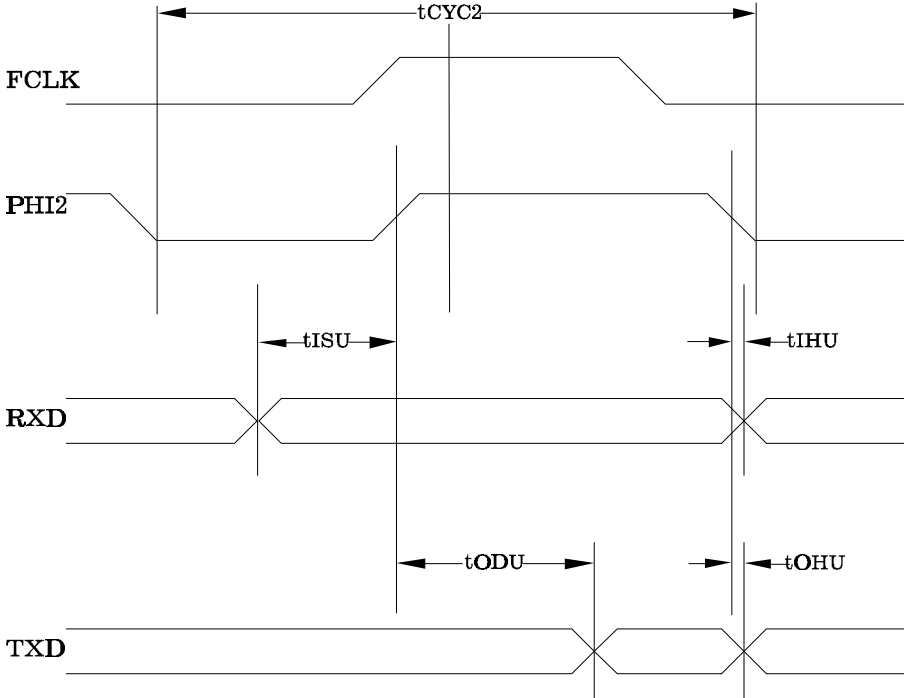 tCYC2
FCLK
PHI2
tISU
tIHU
RXD
tODU
tOHU
TXD